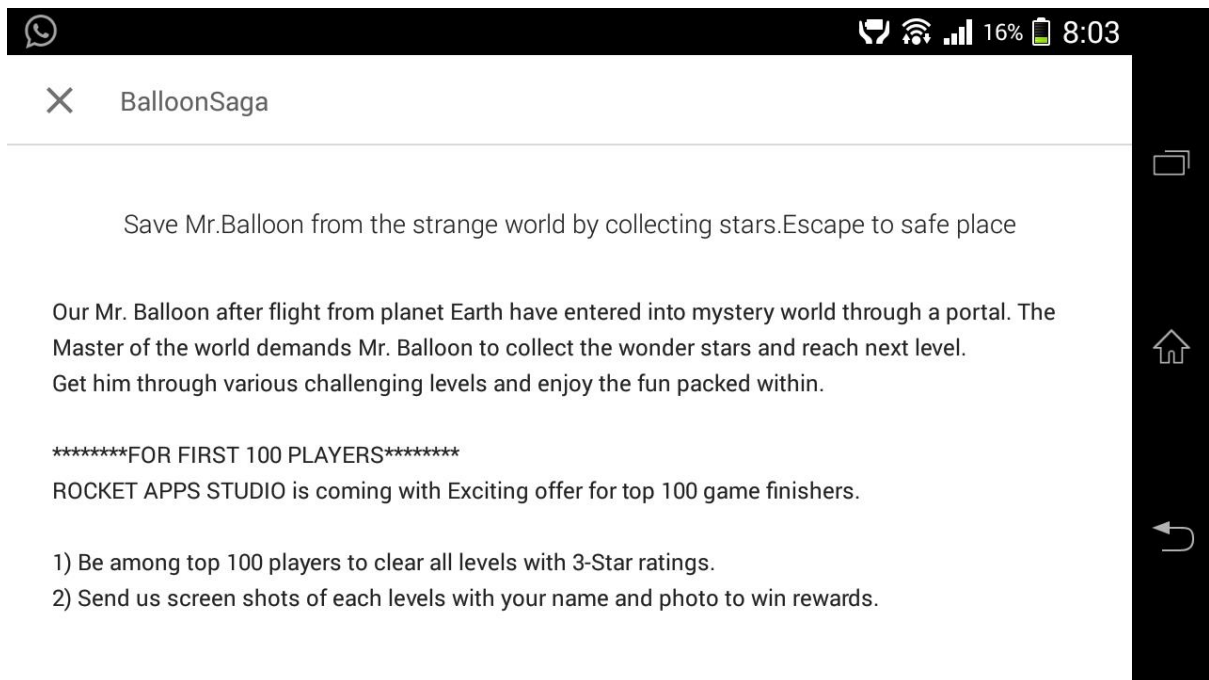 16% 8:03
BalloonSaga
Save Mr.Balloon from the strange world by collecting stars.Escape to safe place
Our Mr. Balloon after flight from planet Earth have entered into mystery world through a portal. The
Master of the world demands Mr. Balloon to collect the wonder stars and reach next level.
Get him through various challenging levels and enjoy the fun packed within.
********FOR FIRST 100 PLAYERS********
ROCKET APPS STUDIO is coming with Exciting offer for top 100 game finishers.
1) Be among top 100 players to clear all levels with 3-Star ratings.
2) Send us screen shots of each levels with your name and photo to win rewards.